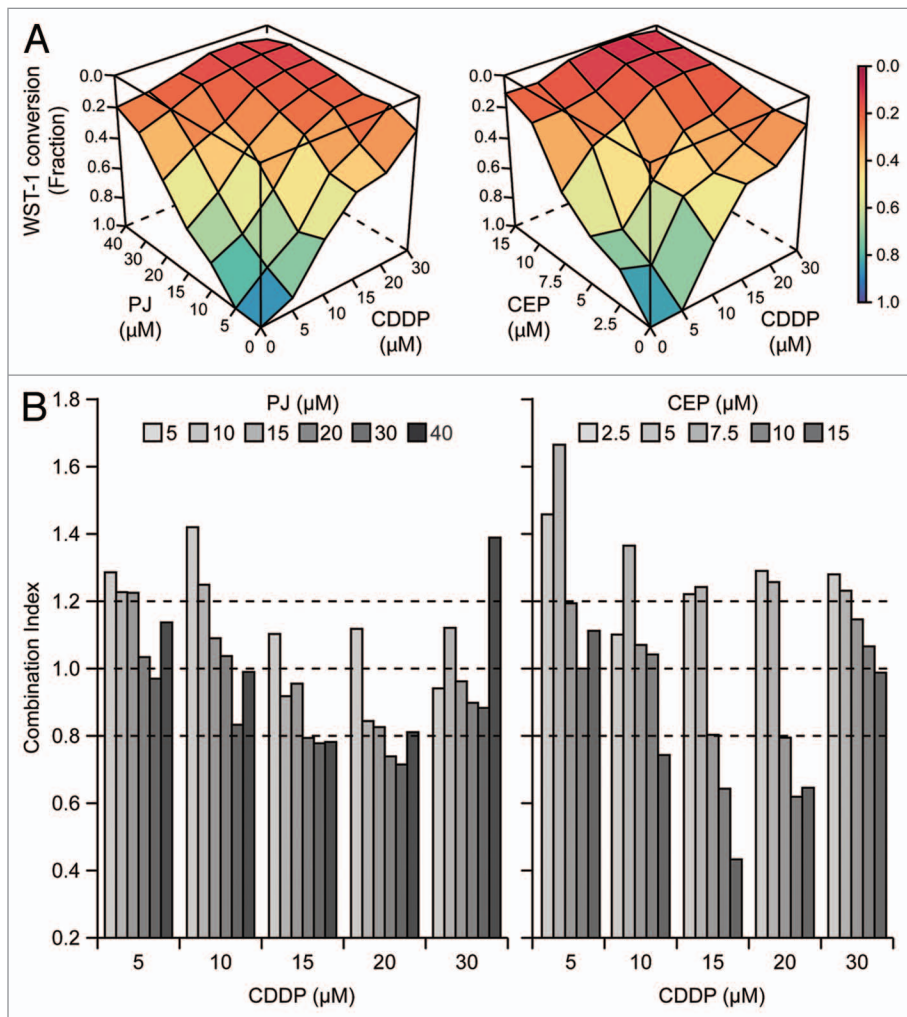 A
WST-1 conversion
(Fraction)
0.0
0.2
0.4
0.6
0.8
1.0
40
30
20
15
10
5
0
PJ
(µM)
0
5
10
15
20
30
CDDP
(µM)
0.0
0.2
0.4
0.6
0.8
1.0
15
10
7.5
5
2.5
0
CEP
(µM)
0
5
10
15
20
30
CDDP
(µM)
0.0
0.2
0.4
0.6
0.8
1.0
B
Combination Index
1.8
1.6
1.4
1.2
1.0
0.8
0.6
0.4
0.2
PJ (µM)
5 10 15 20 30 40
5 10 15 20 30
CDDP (µM)
CEP (µM)
2.5 5 7.5 10 15
5 10 15 20 30
CDDP (µM)